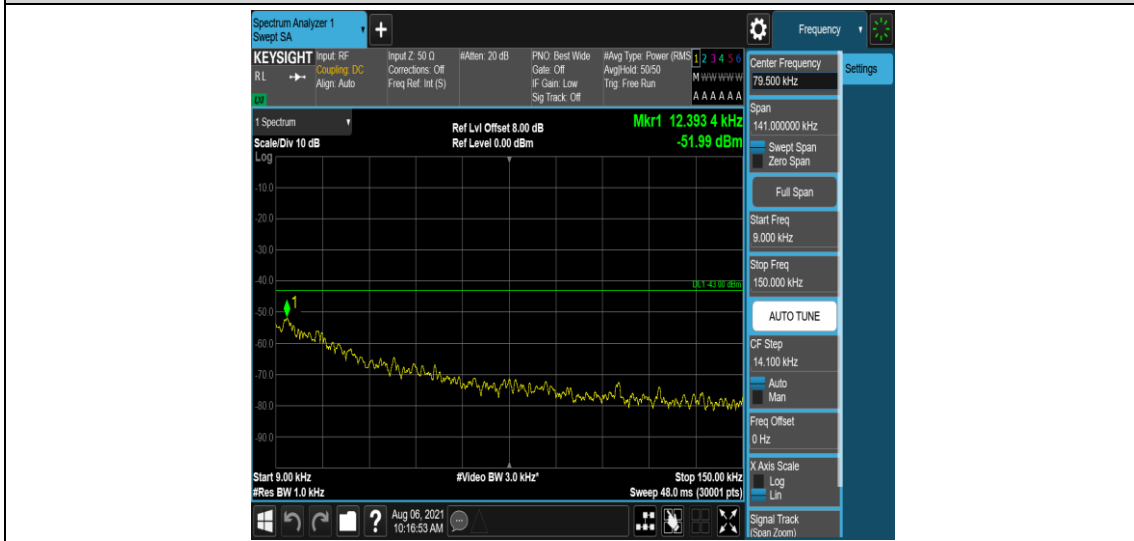 Spectrum Analyzer 1
Swept SA
+
Frequency
KEYSIGHT
RL
LXI
Input: RF
Coupling: DC
Align: Auto
Input Z: 50 Ω
Corrections: Off
Freq Ref: Int (S)
#Atten: 20 dB
PNO: Best Wide
Gate: Off
IF Gain: Low
Sig Track: Off
#Avg Type: Power (RMS
Avg|Hold: 50/50
Trig: Free Run
1 2 3 4 5 6
M W W W W W
A A A A A A
1 Spectrum
Scale/Div 10 dB
Log
Ref Lvl Offset 8.00 dB
Ref Level 0.00 dBm
Mkr1 12.393 4 kHz
-51.99 dBm
-10.0
-20.0
-30.0
-40.0
-50.0
-60.0
-70.0
-80.0
-90.0
DL1 -43.00 dBm
1
Start 9.00 kHz
#Res BW 1.0 kHz
#Video BW 3.0 kHz*
Stop 150.00 kHz
Sweep 48.0 ms (30001 pts)
Center Frequency
79.500 kHz
Settings
Span
141.000000 kHz
Swept Span
Zero Span
Full Span
Start Freq
9.000 kHz
Stop Freq
150.000 kHz
AUTO TUNE
CF Step
14.100 kHz
Auto
Man
Freq Offset
0 Hz
X Axis Scale
Log
Lin
Signal Track
(Span Zoom)
?
Aug 06, 2021
10:16:53 AM